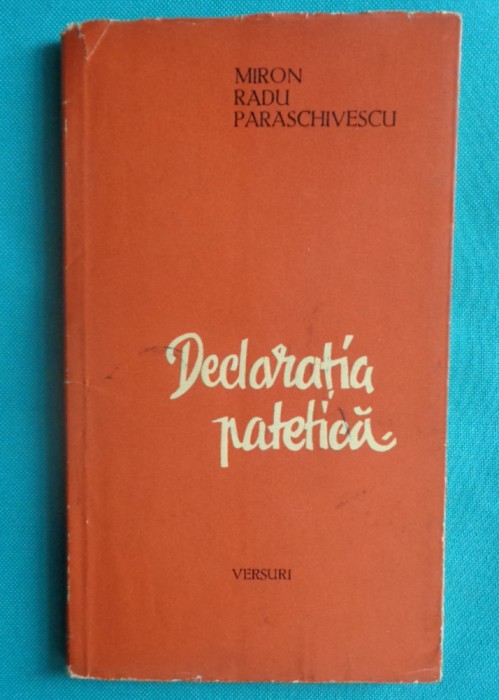 MIRON
RADU
PARASCHIVESCU
Declarația
patetică
VERSURI